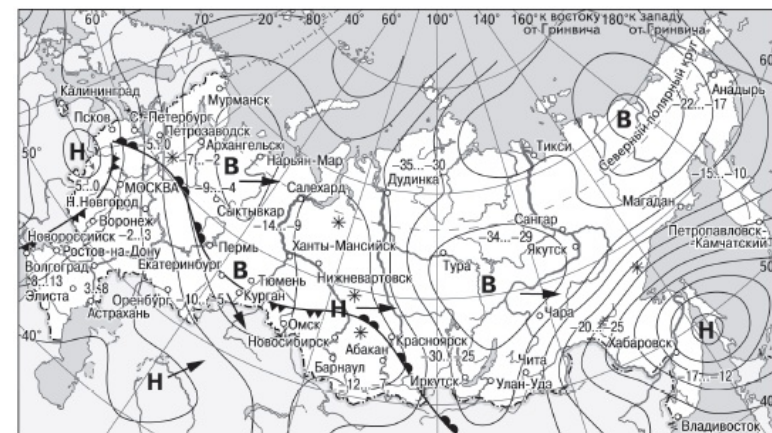 60° 70° 20° 80° 40° 60° 100° 140° 160° к востоку от Гринвича 180° к западу от Гринвича
60°
Северный полярный круг
Анадырь
Калининград
Мурманск
–22...–17
Псков
С.-Петербург
В
Петрозаводск
Архангельск
–5...0
Тикси
50°
Н
–7...–2
В
Нарьян-Мар
–35...–30
Дудинка
–15...–10
–5...0
МОСКВА
–9...–4
Салехард
Магадан
Н.Новгород
Сыктывкар
Сангар
Петропавловск-
Камчатский
Воронеж
–14...–9
–34...–29
Новороссийск
–2...3
Ханты-Мансийск
Якутск
Ростов-на-Дону
Пермь
Тура
Волгоград
Екатеринбург
В
Тюмень
Нижневартовск
В
8...13
Элиста
3...8
Оренбург
–10...–5
Курган
Н
Чара
Астрахань
Омск
–20...–25
Н
40°
Новосибирск
Красноярск
Хабаровск
Абакан
–30...–25
Чита
Н
Барнаул
–12...–7
Иркутск
Улан-Удэ
–17...–12
40°
Владивосток